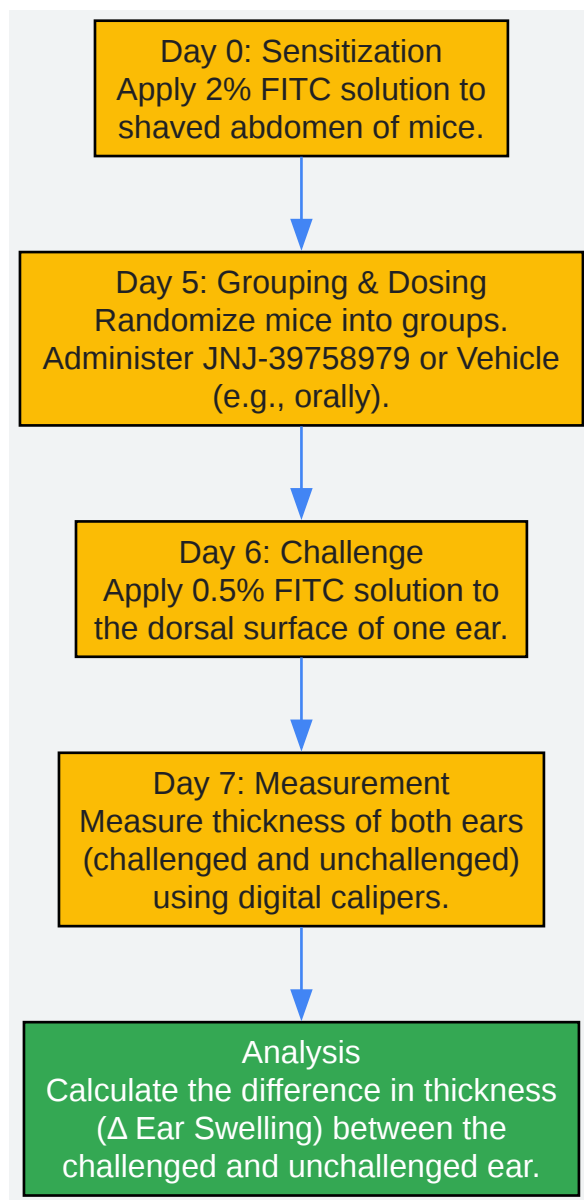 Day 0: Sensitization
Apply 2% FITC solution to
shaved abdomen of mice.
Day 5: Grouping & Dosing
Randomize mice into groups.
Administer JNJ-39758979 or Vehicle
(e.g., orally).
Day 6: Challenge
Apply 0.5% FITC solution to
the dorsal surface of one ear.
Day 7: Measurement
Measure thickness of both ears
(challenged and unchallenged)
using digital calipers.
Analysis
Calculate the difference in thickness
(Δ Ear Swelling) between the
challenged and unchallenged ear.